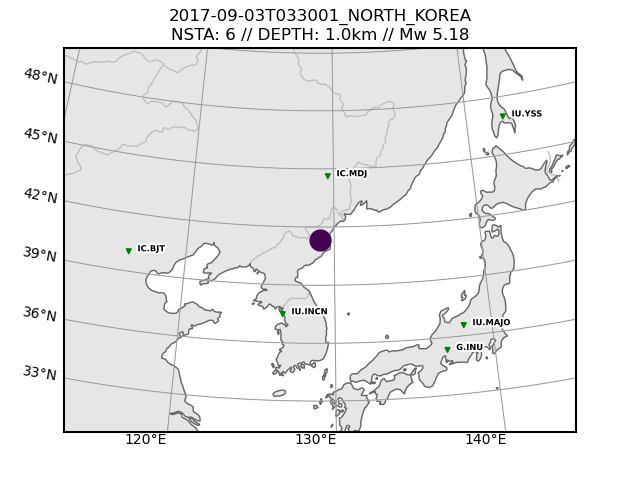 2017-09-03T033001_NORTH_KOREA
NSTA: 6 // DEPTH: 1.0km // Mw 5.18
48°N
45°N
42°N
39°N
36°N
33°N
IU.YSS
IC.MDJ
IC.BJT
IU.INCN
IU.MAJO
G.INU
120°E
130°E
140°E